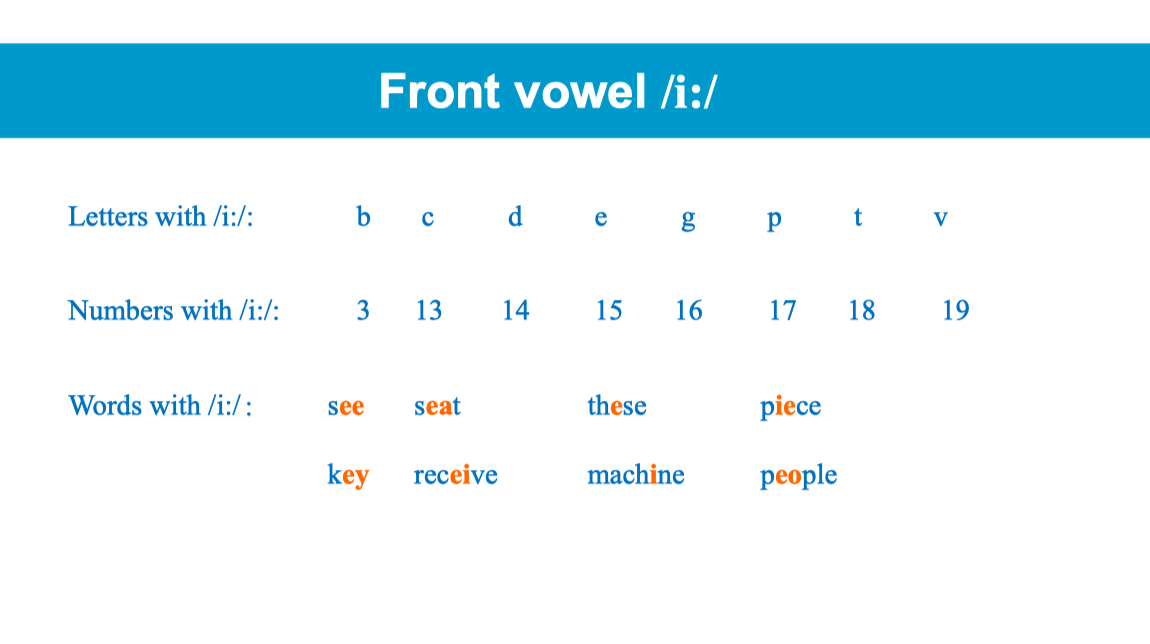 Front vowel /i:/
Letters with /i:/: b c d e g p t v
Numbers with /i:/: 3 13 14 15 16 17 18 19
Words with /i:/ : see seat these piece
key receive machine people